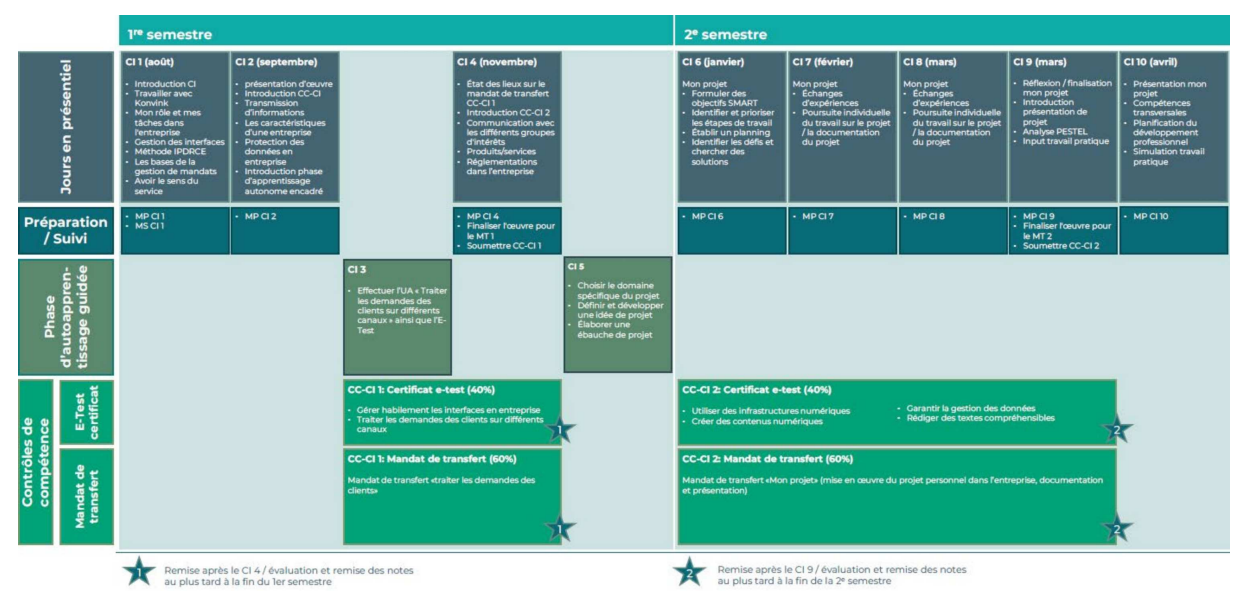 1re semestre
2e semestre
Jours en présentiel
CI 1 (août)
• Introduction CI
• Travailler avec
Konvink
• Mon rôle et mes
tâches dans
l'entreprise
• Gestion des interfaces
• Méthode IPDRCE
• Les bases de la
gestion de mandats
• Avoir le sens du
service
CI 2 (septembre)
• présentation d'œuvre
• Introduction CC-CI
• Transmission
d'informations
• Les caractéristiques
d'une entreprise
• Protection des
données en
entreprise
• Introduction phase
d'apprentissage
autonome encadré
CI 4 (novembre)
• État des lieux sur le
mandat de transfert
CC-CI 1
• Introduction CC-CI 2
• Communication avec
les différents groupes
d'intérêts
• Produits/services
• Réglementations
dans l'entreprise
CI 6 (janvier)
Mon projet
• Formuler des
objectifs SMART
• Identifier et prioriser
les étapes de travail
• Établir un planning
• Identifier les défis et
chercher des
solutions
CI 7 (février)
Mon projet
• Échanges
d'expériences
• Poursuite individuelle
du travail sur le projet
/ la documentation
du projet
CI 8 (mars)
Mon projet
• Échanges
d'expériences
• Poursuite individuelle
du travail sur le projet
/ la documentation
du projet
CI 9 (mars)
• Réflexion / finalisation
mon projet
• Introduction
présentation de
projet
• Analyse PESTEL
• Input travail pratique
CI 10 (avril)
• Présentation mon
projet
• Compétences
transversales
• Planification du
développement
professionnel
• Simulation travail
pratique
Préparation
/ Suivi
• MP CI 1
• MS CI 1
• MP CI 2
• MP CI 4
• Finaliser l'œuvre pour
le MT 1
• Soumettre CC-CI 1
• MP CI 6
• MP CI 7
• MP CI 8
• MP CI 9
• Finaliser l'œuvre pour
le MT 2
• Soumettre CC-CI 2
• MP CI 10
Phase
d'autoappren-
tissage guidée
CI 3
• Effectuer l'UA « Traiter
les demandes des
clients sur différents
canaux » ainsi que l'E-
Test
CI 5
• Choisir le domaine
spécifique du projet
• Définir et développer
une idée de projet
• Élaborer une
ébauche de projet
Contrôles de
compétence
E-Test
certificat
CC-CI 1: Certificat e-test (40%)
• Gérer habilement les interfaces en entreprise
• Traiter les demandes des clients sur différents
canaux
1
CC-CI 2: Certificat e-test (40%)
• Utiliser des infrastructures numériques
• Créer des contenus numériques
• Garantir la gestion des données
• Rédiger des textes compréhensibles
2
Mandat de
transfert
CC-CI 1: Mandat de transfert (60%)
Mandat de transfert «traiter les demandes des
clients»
1
CC-CI 2: Mandat de transfert (60%)
Mandat de transfert «Mon projet» (mise en œuvre du projet personnel dans l'entreprise, documentation
et présentation)
2
1
Remise après le CI 4 / évaluation et remise des notes
au plus tard à la fin du 1er semestre
2
Remise après le CI 9 / évaluation et remise des notes
au plus tard à la fin de la 2e semestre